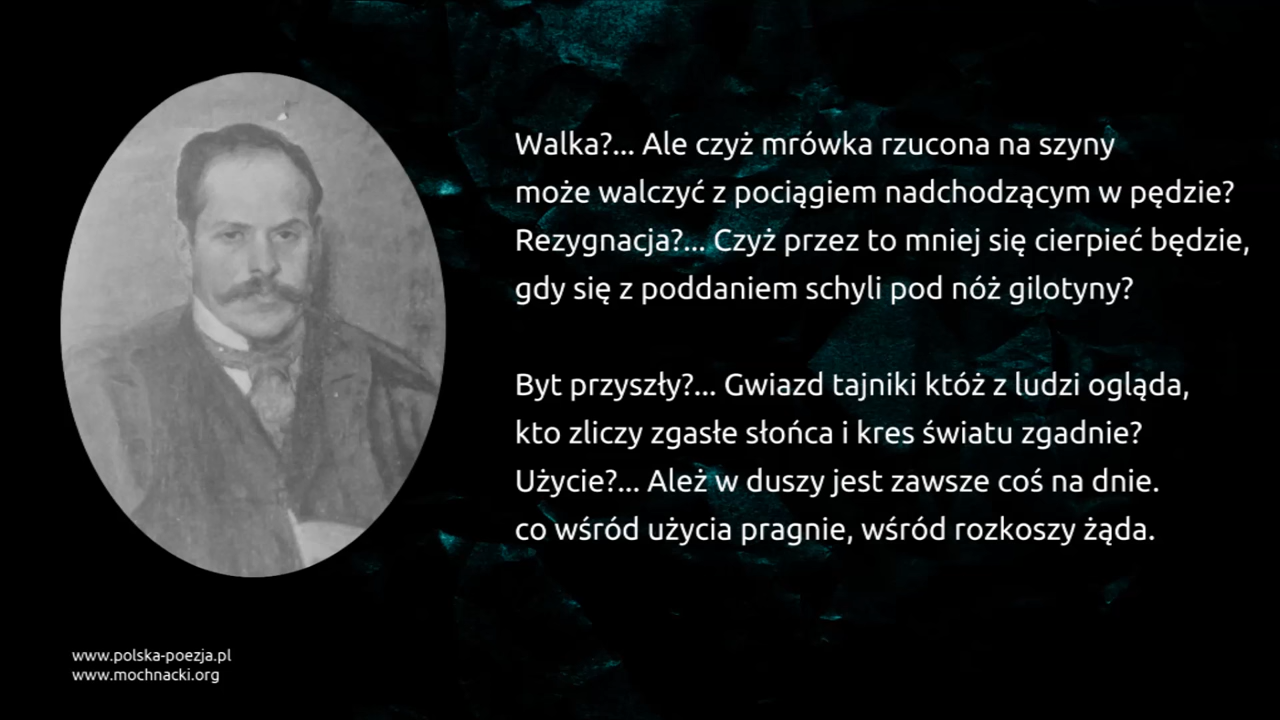 Walka?... Ale czyż mrówka rzucona na szyny
może walczyć z pociągiem nadchodzącym w pędzie?
Rezygnacja?... Czyż przez to mniej się cierpieć będzie,
gdy się z poddaniem schyli pod nóż gilotyny?
Byt przyszły?... Gwiazd tajniki któż z ludzi ogląda,
kto zliczy zgasłe słońca i kres światu zgadnie?
Użycie?... Ależ w duszy jest zawsze coś na dnie.
co wśród użycia pragnie, wśród rozkoszy żąda.
www.polska-poezja.pl
www.mochnacki.org